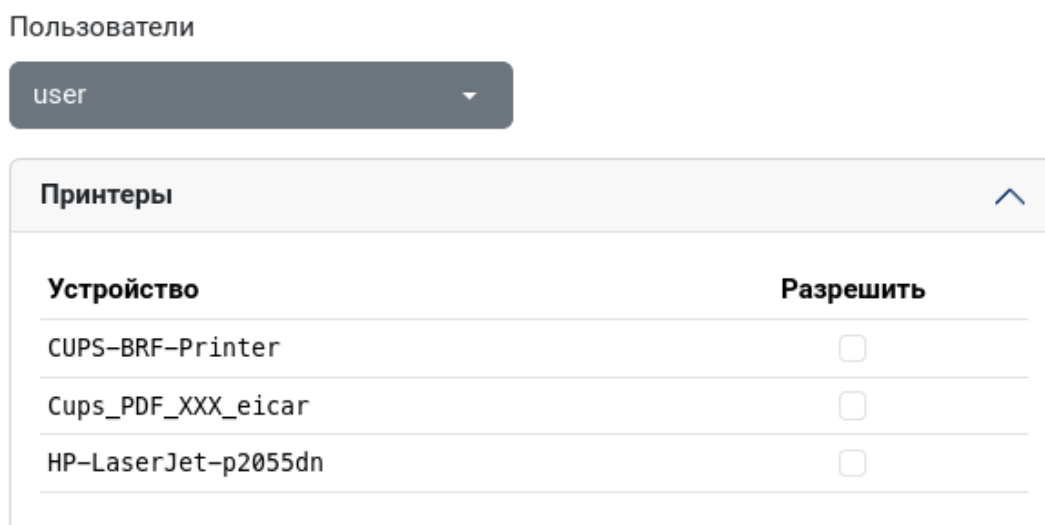 Пользователи
user
Принтеры
Устройство Разрешить
CUPS-BRF-Printer
Cups_PDF_XXX_eicar
HP-LaserJet-p2055dn